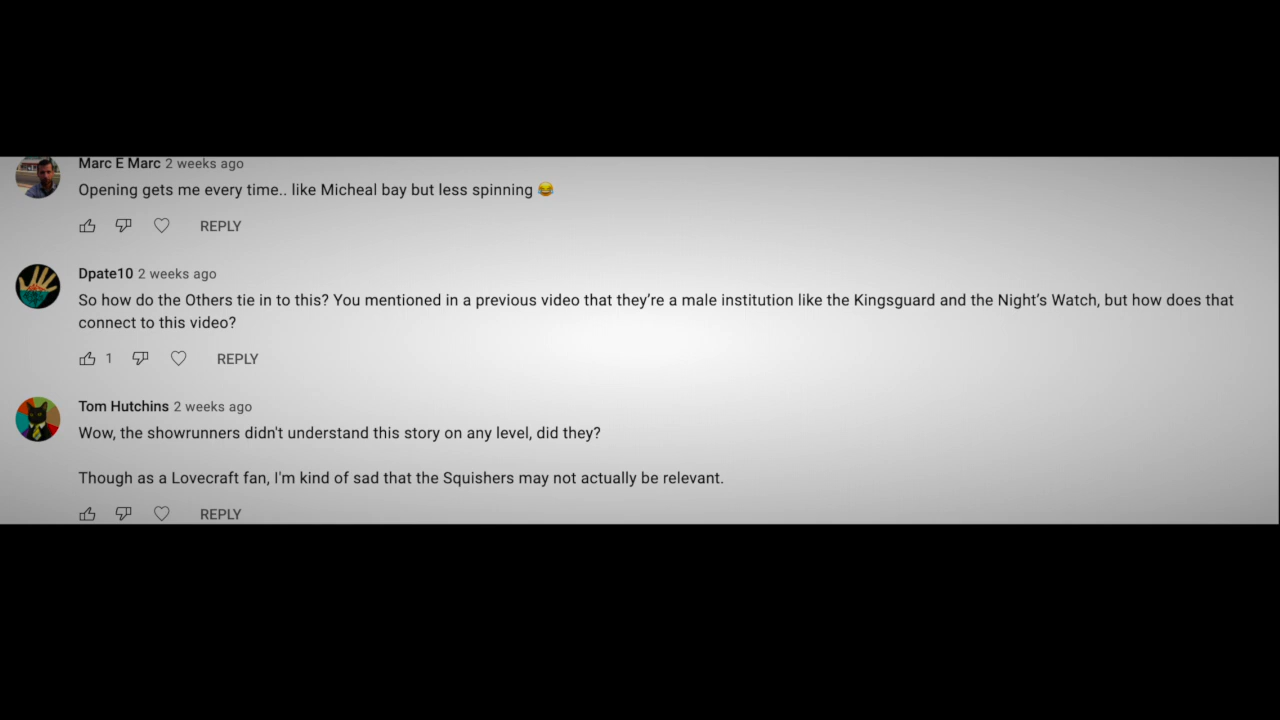 Marc E Marc 2 weeks ago
Opening gets me every time.. like Micheal bay but less spinning 😂
REPLY
Dpate10 2 weeks ago
So how do the Others tie in to this? You mentioned in a previous video that they’re a male institution like the Kingsguard and the Night’s Watch, but how does that
connect to this video?
1 REPLY
Tom Hutchins 2 weeks ago
Wow, the showrunners didn't understand this story on any level, did they?
Though as a Lovecraft fan, I'm kind of sad that the Squishers may not actually be relevant.
REPLY